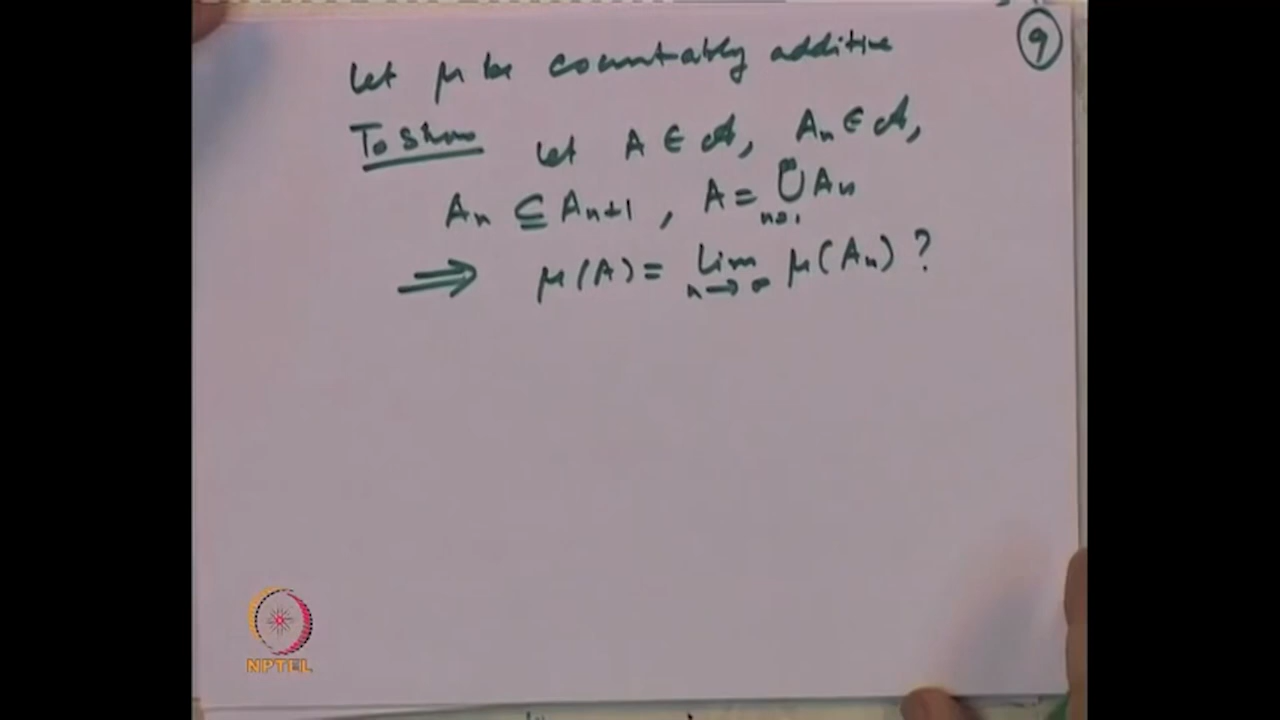 9
Let μ be countably additive
To show Let A ∈ 𝒜, Aₙ ∈ 𝒜,
Aₙ ⊆ Aₙ₊₁, A = ⋃ₙ₌₁^∞ Aₙ
⟹ μ(A) = lim_{n→∞} μ(Aₙ) ?
NPTEL